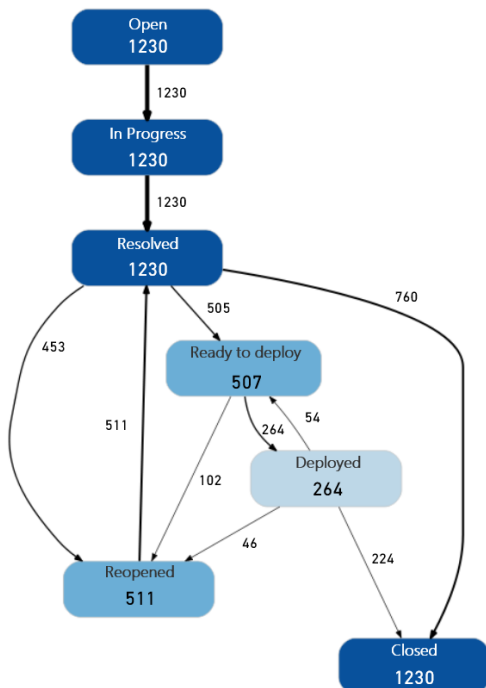 Open
1230
1230
In Progress
1230
1230
Resolved
1230
505
760
453
Ready to deploy
507
54
511
264
102
Deployed
264
46
224
Reopened
511
Closed
1230